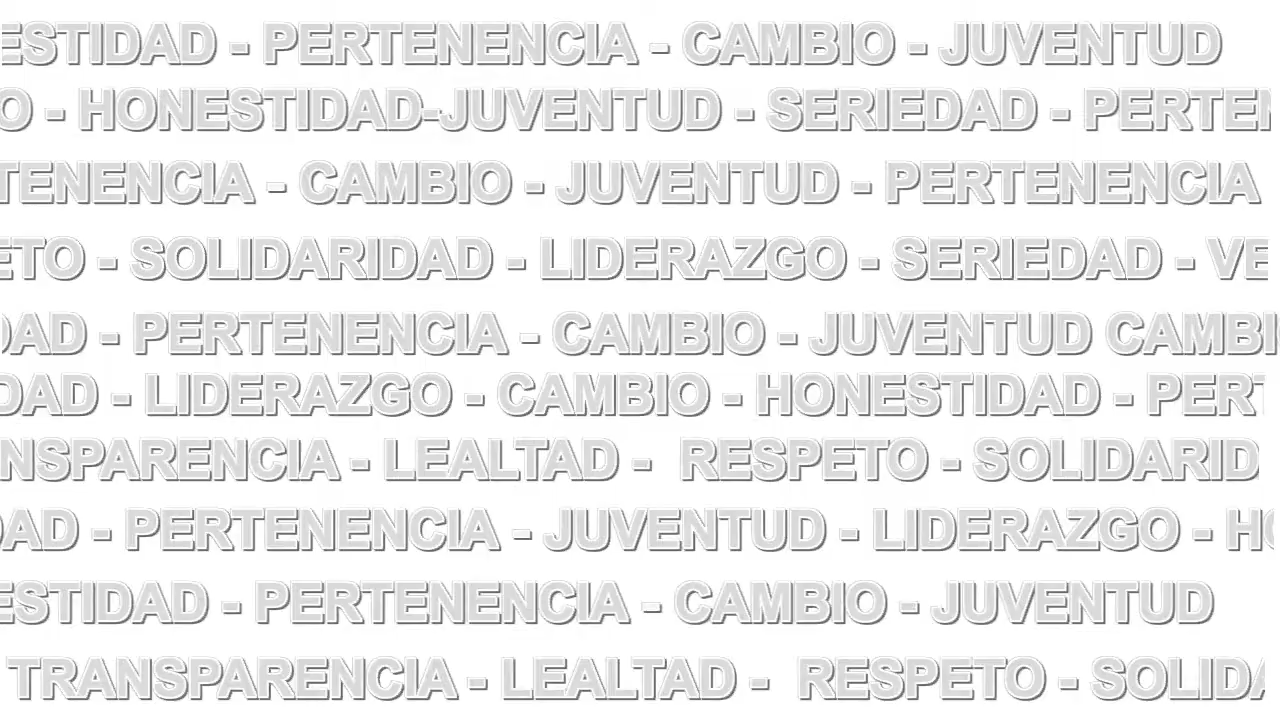 ESTIDAD - PERTENENCIA - CAMBIO - JUVENTUD
O - HONESTIDAD-JUVENTUD - SERIEDAD - PERTEN
TENENCIA - CAMBIO - JUVENTUD - PERTENENCIA
ETO - SOLIDARIDAD - LIDERAZGO - SERIEDAD - VE
DAD - PERTENENCIA - CAMBIO - JUVENTUD CAMBI
DAD - LIDERAZGO - CAMBIO - HONESTIDAD - PERT
NSPARENCIA - LEALTAD - RESPETO - SOLIDARID
DAD - PERTENENCIA - JUVENTUD - LIDERAZGO - HO
ESTIDAD - PERTENENCIA - CAMBIO - JUVENTUD
TRANSPARENCIA - LEALTAD - RESPETO - SOLIDA